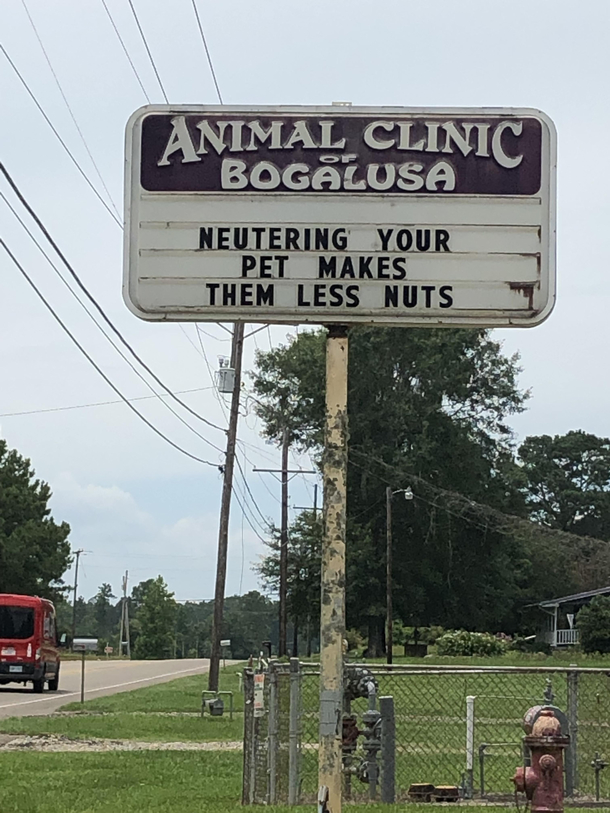 ANIMAL CLINIC
OF
BOGALUSA
NEUTERING YOUR
PET MAKES
THEM LESS NUTS